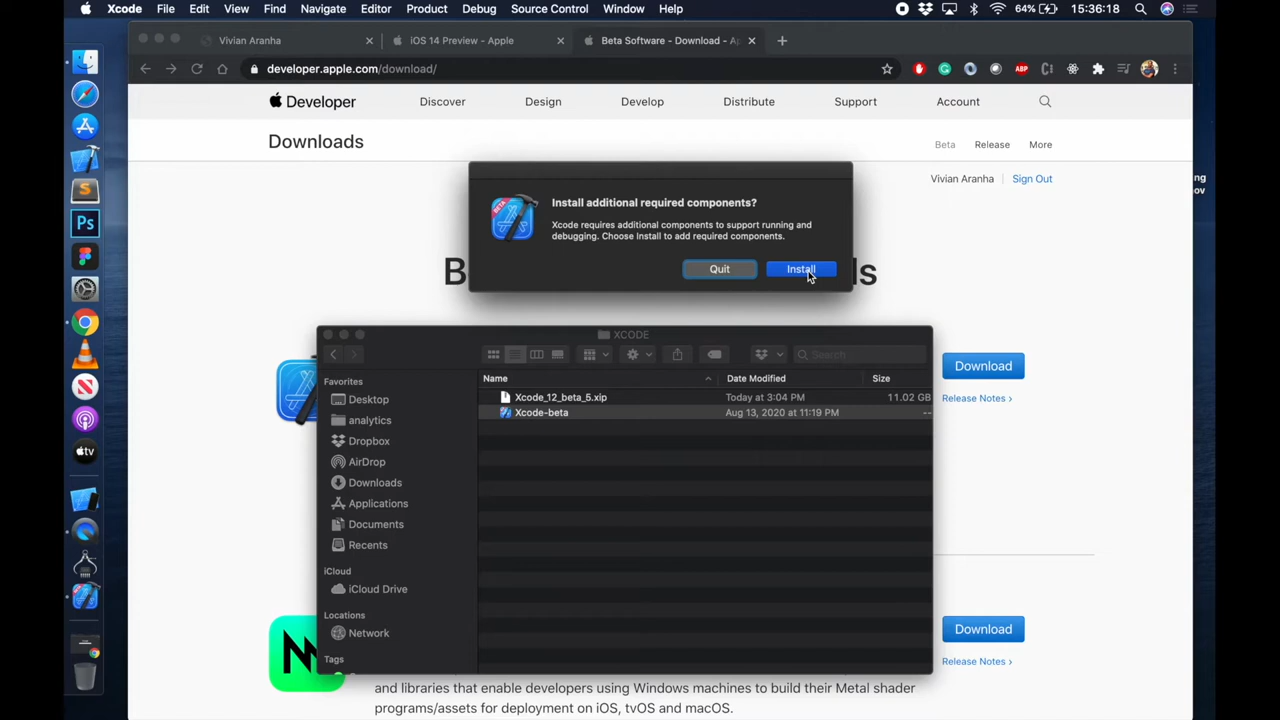 Xcode File Edit View Find Navigate Editor Product Debug Source Control Window Help 64% 15:36:18
Vivian Aranha iOS 14 Preview - Apple Beta Software - Download - Ap
developer.apple.com/download/ ABP
Developer Discover Design Develop Distribute Support Account
Downloads Beta Release More
Vivian Aranha Sign Out
Install additional required components?
Xcode requires additional components to support running and
debugging. Choose Install to add required components.
Quit Install
BETA
XCODE
Search
Favorites
Desktop
analytics
Dropbox
AirDrop
Downloads
Applications
Documents
Recents
iCloud
iCloud Drive
Locations
Network
Tags
Name Date Modified Size
Xcode_12_beta_5.xip Today at 3:04 PM 11.02 GB
Xcode-beta Aug 13, 2020 at 11:19 PM --
Download
Release Notes
Download
Release Notes
and libraries that enable developers using Windows machines to build their Metal shader
programs/assets for deployment on iOS, tvOS and macOS.
Ps
tv